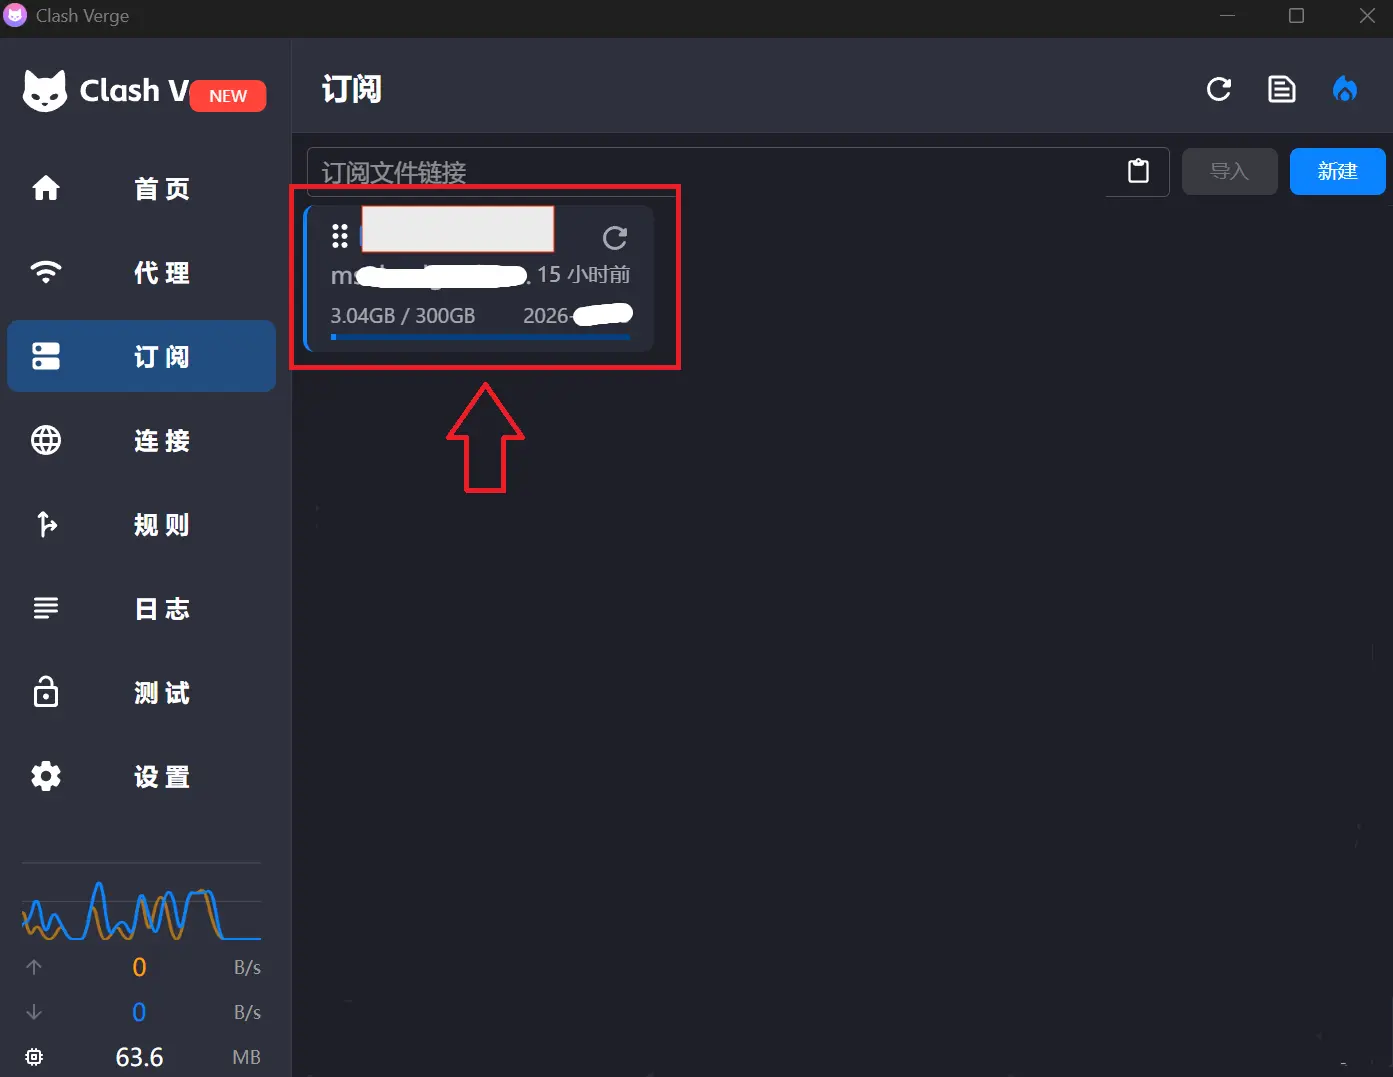 Clash Verge
Clash V
NEW
订阅
首页
代理
订阅
连接
规则
日志
测试
设置
订阅文件链接
导入
新建
15 小时前
3.04GB / 300GB
2026-
0 B/s
0 B/s
63.6 MB